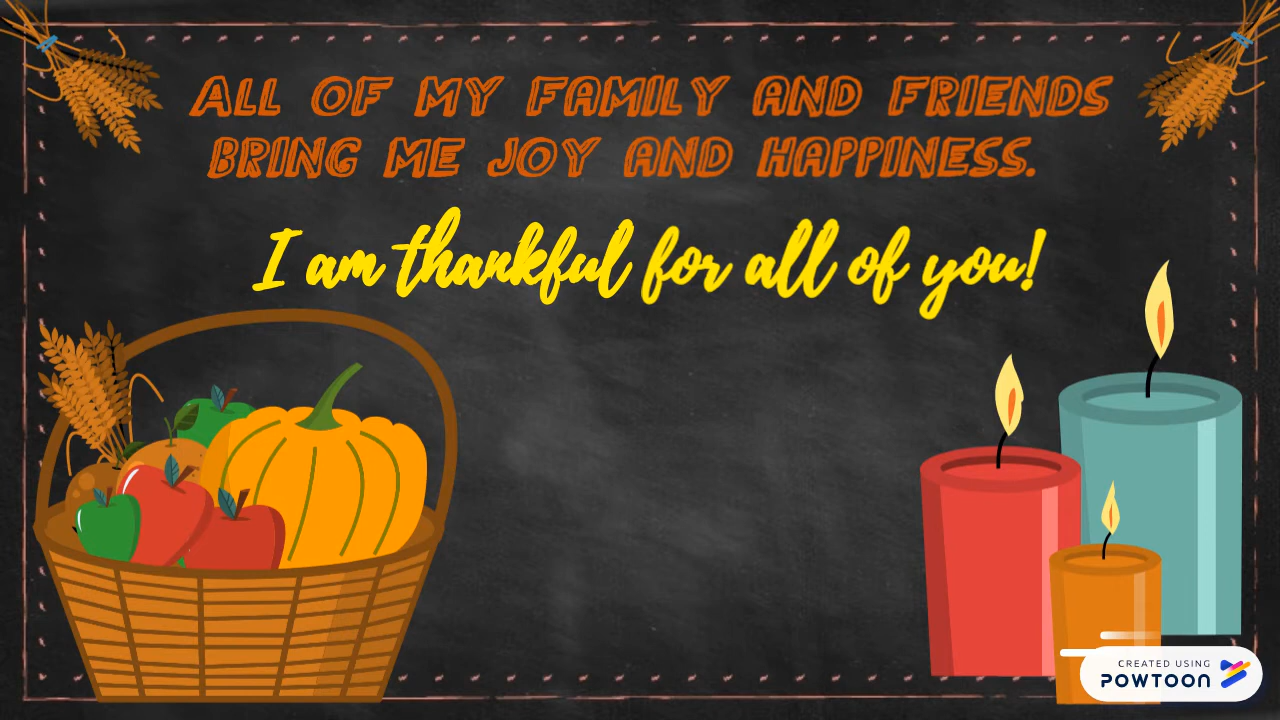 ALL OF MY FAMILY AND FRIENDS
BRING ME JOY AND HAPPINESS.
I am thankful for all of you!
CREATED USING
POWTOON